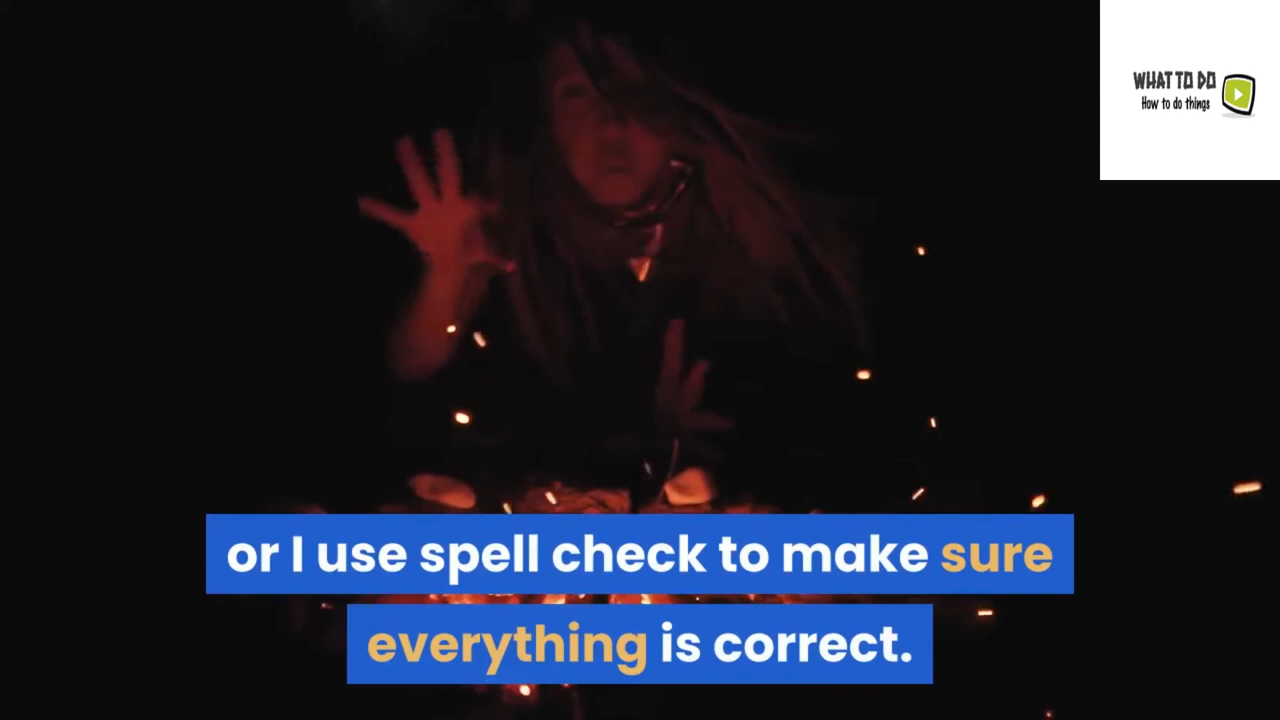 WHAT TO DO
How to do things
or I use spell check to make sure
everything is correct.